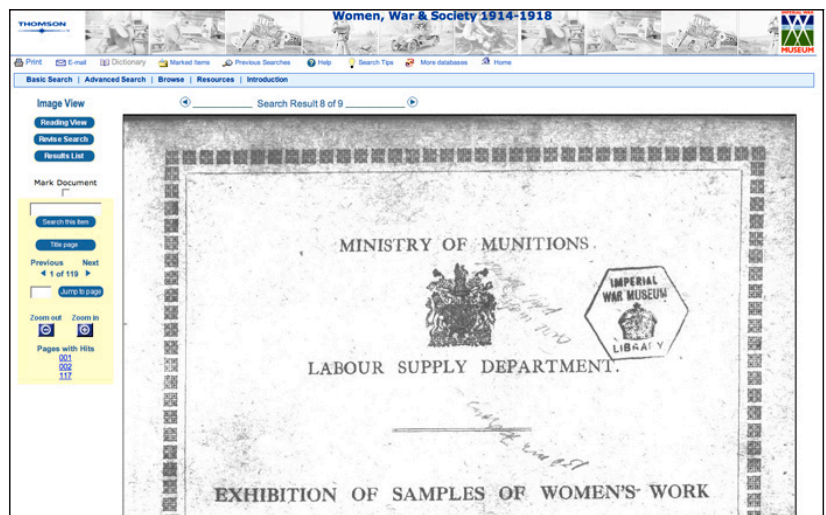 THOMSON
Women, War & Society 1914-1918
IMPERIAL WAR
MUSEUM
Print E-mail Dictionary Marked Items Previous Searches Help Search Tips More databases Home
Basic Search | Advanced Search | Browse | Resources | Introduction
Image View
Search Result 8 of 9
Reading View
Revise Search
Results List
Mark Document
Search this item
Title page
Previous Next
1 of 119
Jump to page
Zoom out Zoom in
Pages with Hits
001
002
117
MINISTRY OF MUNITIONS.
IMPERIAL
WAR MUSEUM
LIBRARY
LABOUR SUPPLY DEPARTMENT.
EXHIBITION OF SAMPLES OF WOMEN'S WORK